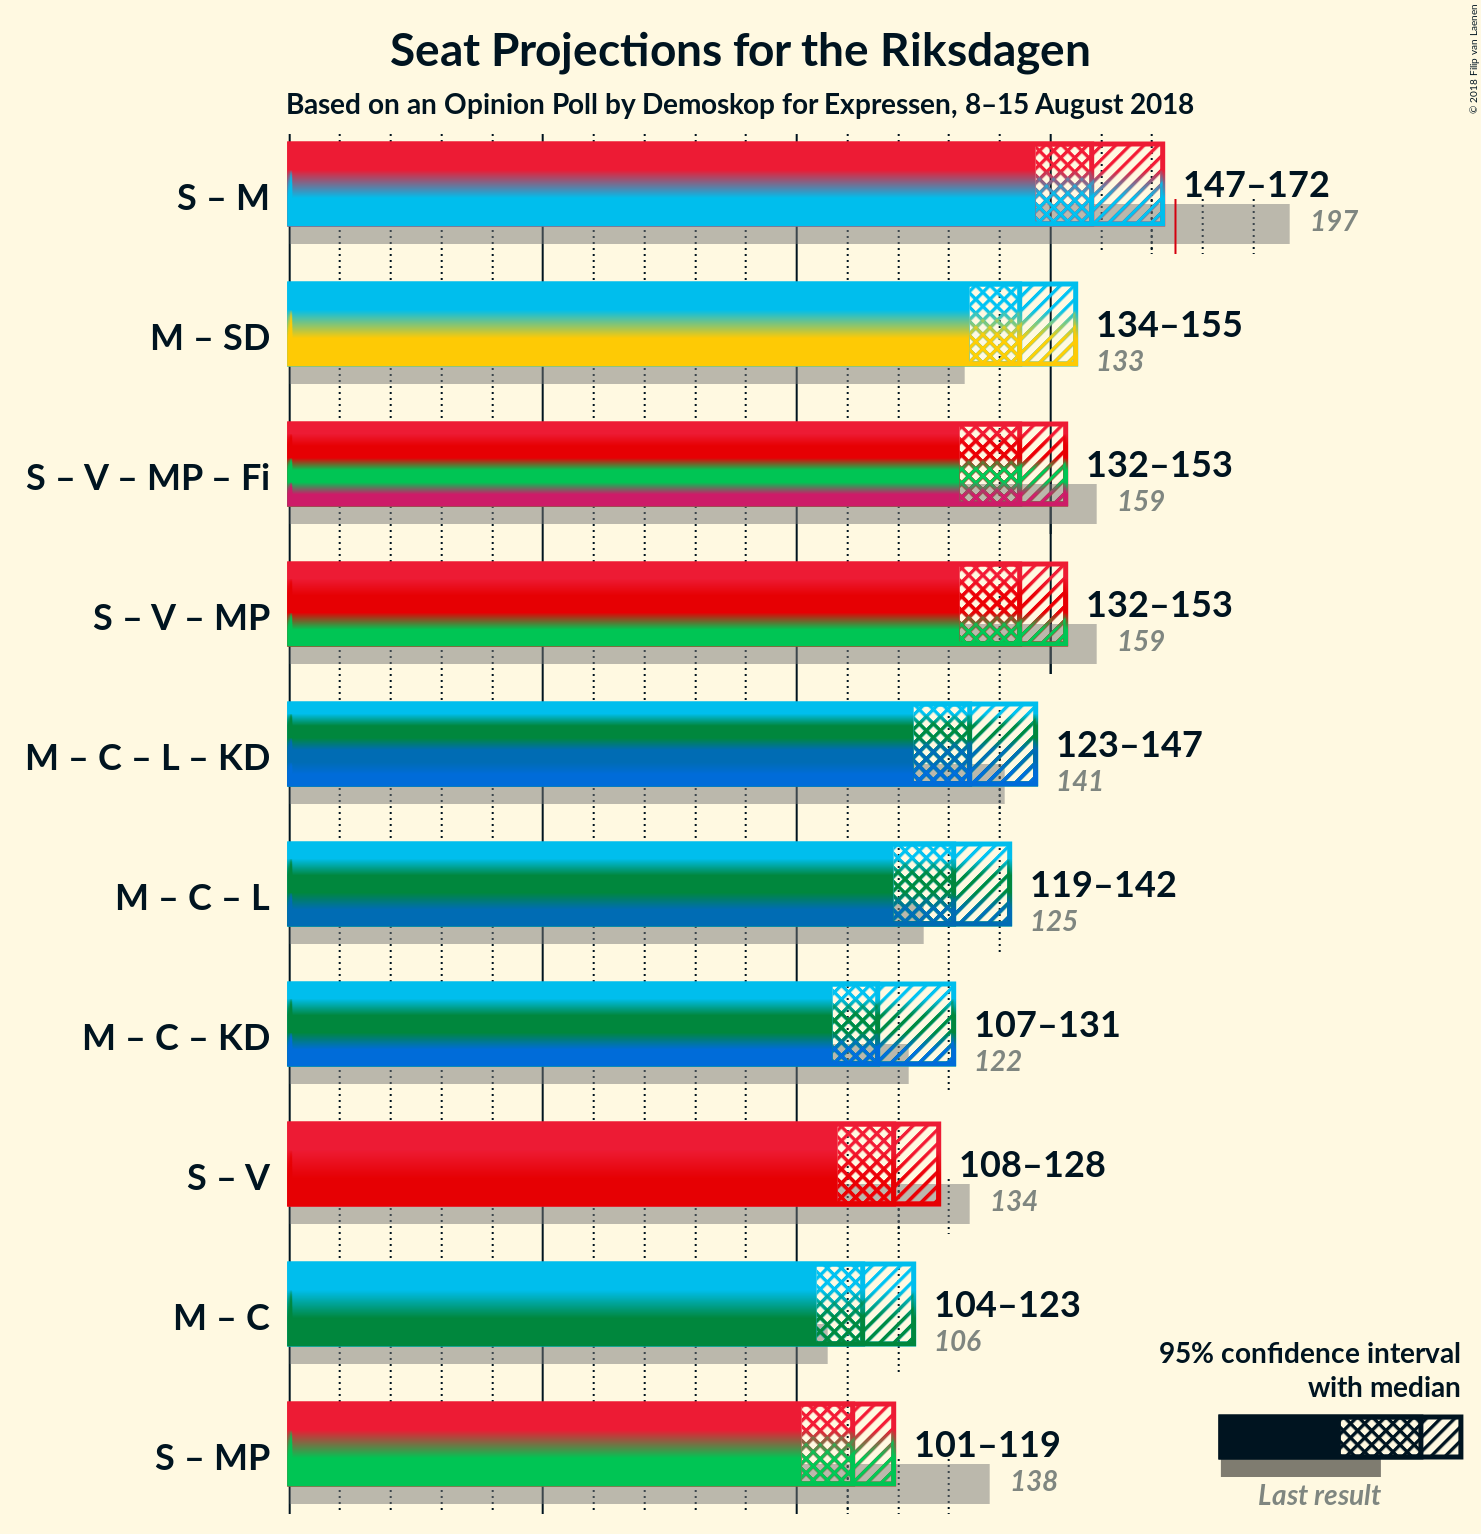 Seat Projections for the Riksdagen
Based on an Opinion Poll by Demoskop for Expressen, 8–15 August 2018
© 2018 Filip van Laenen
S – M
147–172
197
M – SD
134–155
133
S – V – MP – Fi
132–153
159
S – V – MP
132–153
159
M – C – L – KD
123–147
141
M – C – L
119–142
125
M – C – KD
107–131
122
S – V
108–128
134
M – C
104–123
106
S – MP
101–119
138
95% confidence interval
with median
Last result